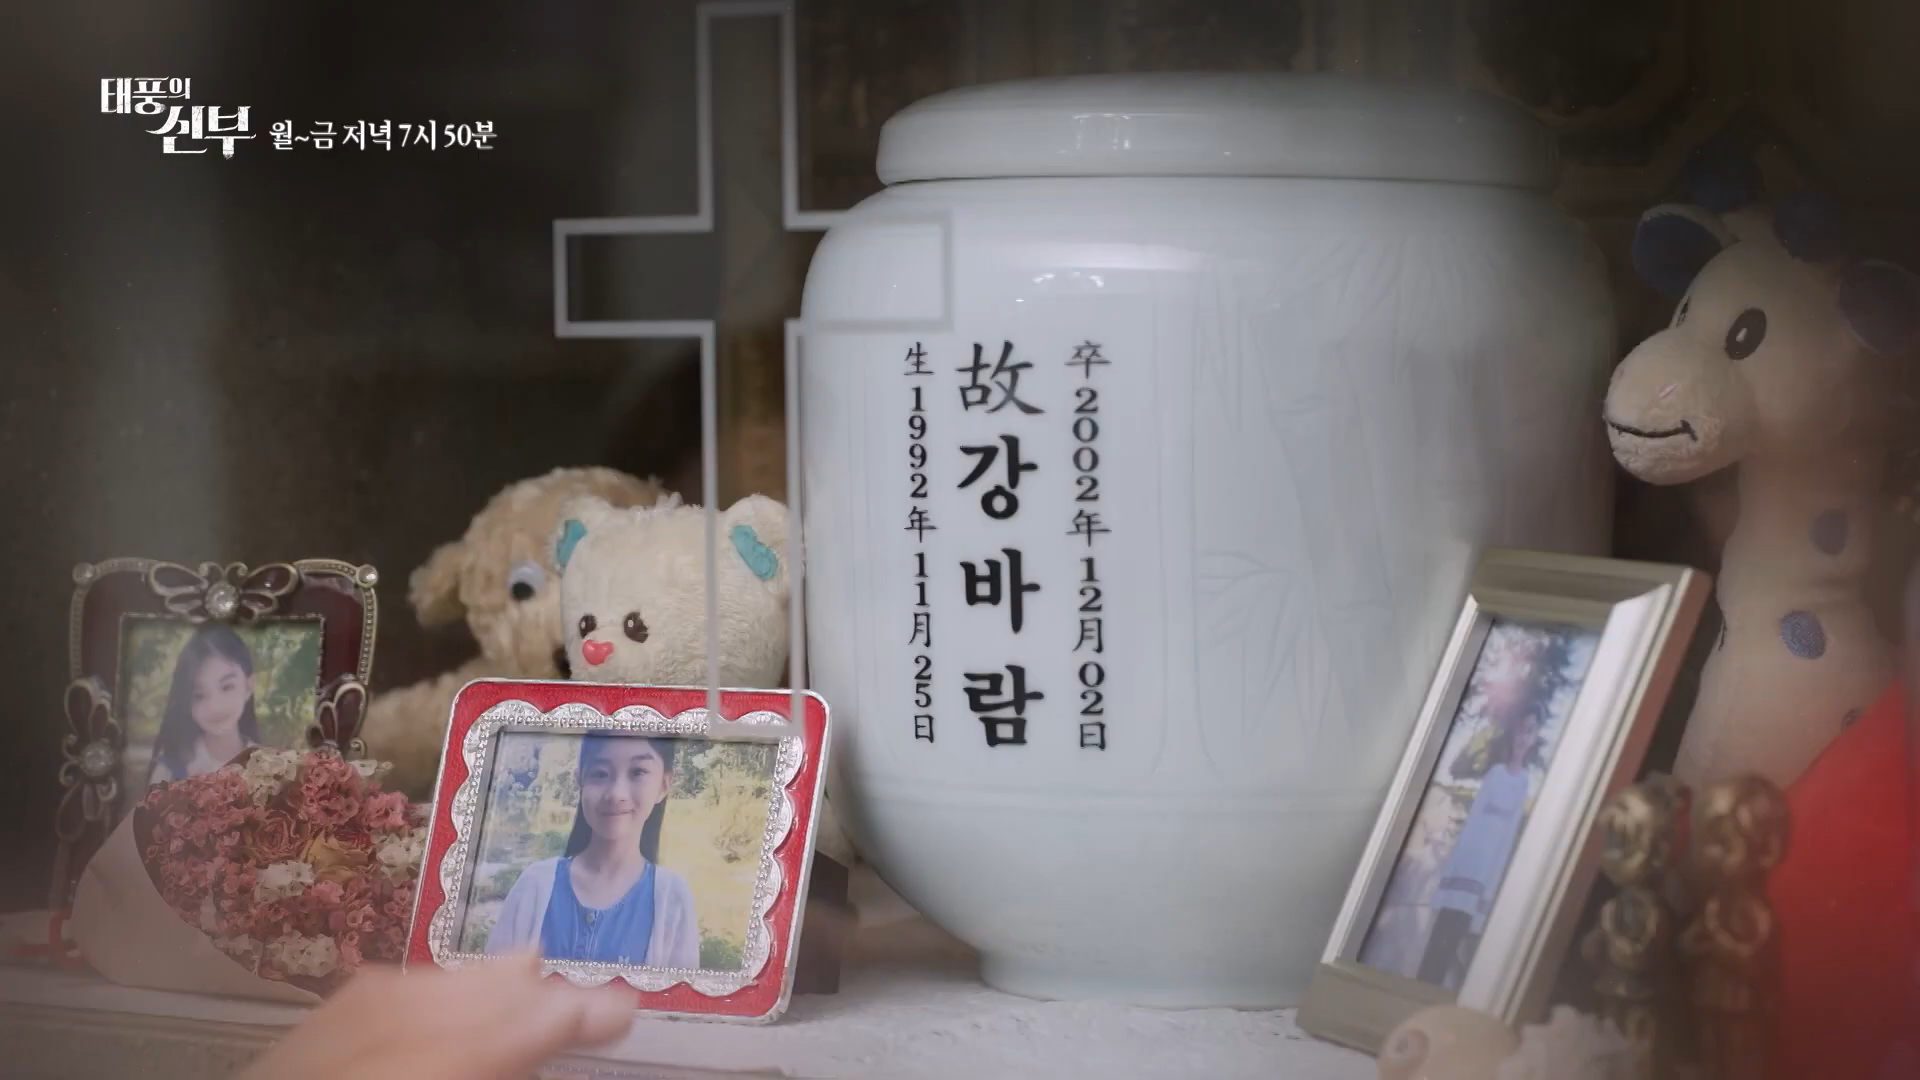 태풍의
신부 월~금 저녁 7시 50분
卒2002年12月02日
故강바람
生1992年11月25日